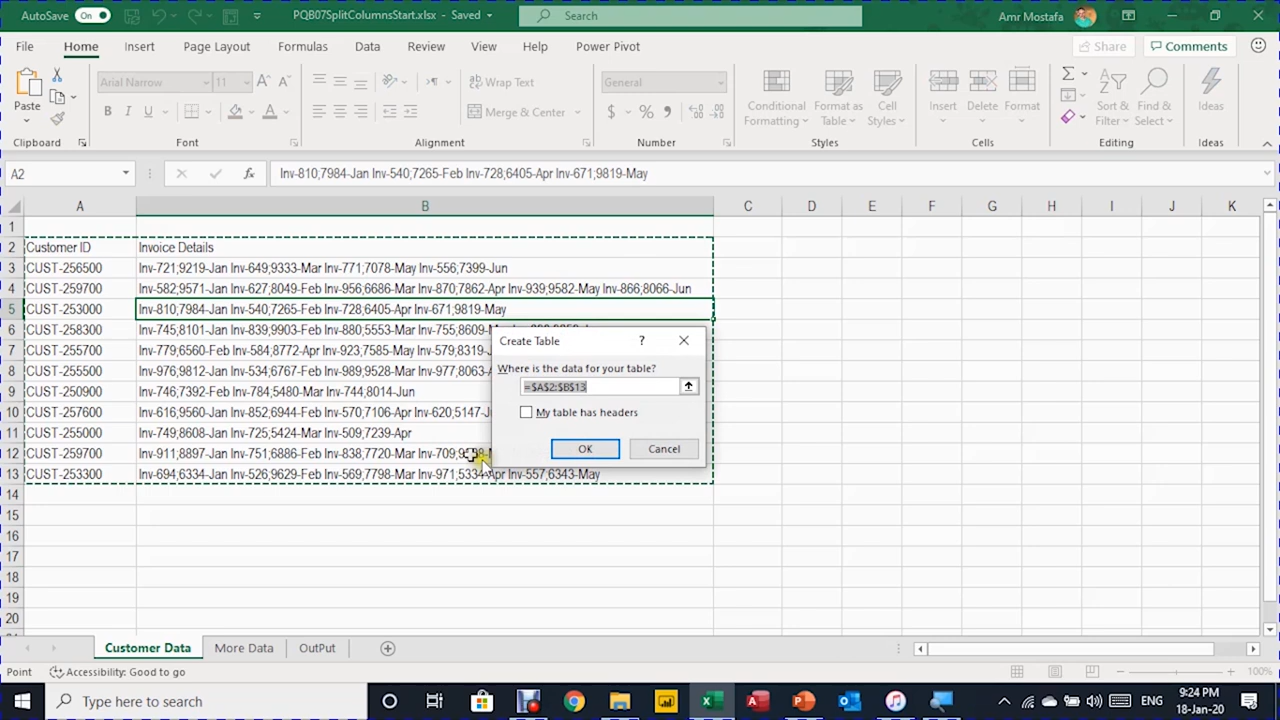 AutoSave On PQB07SplitColumnsStart.xlsx - Saved Search Amr Mostafa
File Home Insert Page Layout Formulas Data Review View Help Power Pivot Share Comments
Paste Arial Narrow 11 Wrap Text General Conditional Formatting Format as Table Cell Styles Insert Delete Format Sort & Filter Find & Select Ideas
B I U A Merge & Center $ % ,
Clipboard Font Alignment Number Styles Cells Editing Ideas
A2 fx Inv-810;7984-Jan Inv-540;7265-Feb Inv-728;6405-Apr Inv-671;9819-May
A B C D E F G H I J K
1
2 Customer ID Invoice Details
3 CUST-256500 Inv-721;9219-Jan Inv-649;9333-Mar Inv-771;7078-May Inv-556;7399-Jun
4 CUST-259700 Inv-582;9571-Jan Inv-627;8049-Feb Inv-956;6686-Mar Inv-870;7862-Apr Inv-939;9582-May Inv-866;8066-Jun
5 CUST-253000 Inv-810;7984-Jan Inv-540;7265-Feb Inv-728;6405-Apr Inv-671;9819-May
6 CUST-258300 Inv-745;8101-Jan Inv-839;9903-Feb Inv-880;5553-Mar Inv-755;8609-
7 CUST-255700 Inv-779;6560-Feb Inv-584;8772-Apr Inv-923;7585-May Inv-579;8319-
8 CUST-255500 Inv-976;9812-Jan Inv-534;6767-Feb Inv-989;9528-Mar Inv-977;8063-
9 CUST-250900 Inv-746;7392-Feb Inv-784;5480-Mar Inv-744;8014-Jun
10 CUST-257600 Inv-616;9560-Jan Inv-852;6944-Feb Inv-570;7106-Apr Inv-620;5147-
11 CUST-255000 Inv-749;8608-Jan Inv-725;5424-Mar Inv-509;7239-Apr
12 CUST-259700 Inv-911;8897-Jan Inv-751;6886-Feb Inv-838;7720-Mar
13 CUST-253300 Inv-694;6334-Jan Inv-526;9629-Feb Inv-569;7798-Mar Inv-971;5334-Apr Inv-557;6343-May
14
15
16
17
18
19
20
Create Table ?
Where is the data for your table?
=$A$2:$B$13
My table has headers
OK Cancel
Customer Data More Data OutPut
Point Accessibility: Good to go 100%
Type here to search ENG 9:24 PM
18-Jan-20